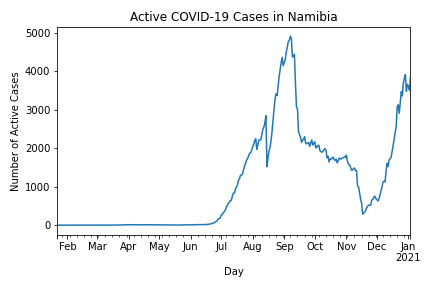 Active COVID-19 Cases in Namibia
Number of Active Cases
5000
4000
3000
2000
1000
0
Feb Mar Apr May Jun Jul Aug Sep Oct Nov Dec Jan
2021
Day